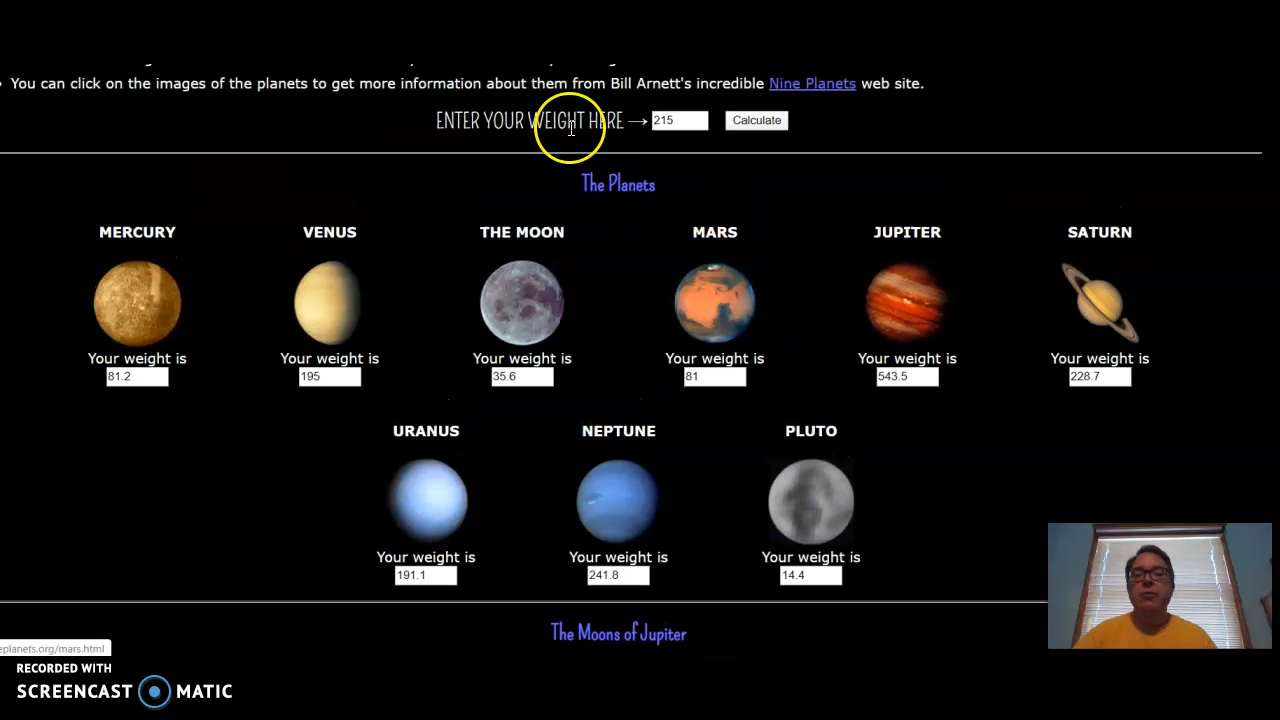 You can click on the images of the planets to get more information about them from Bill Arnett's incredible Nine Planets web site.
ENTER YOUR WEIGHT HERE → 215 Calculate
The Planets
MERCURY VENUS THE MOON MARS JUPITER SATURN
Your weight is Your weight is Your weight is Your weight is Your weight is Your weight is
81.2 195 35.6 81 543.5 228.7
URANUS NEPTUNE PLUTO
Your weight is Your weight is Your weight is
191.1 241.8 14.4
The Moons of Jupiter
eplanets.org/mars.html
RECORDED WITH
SCREENCAST MATIC